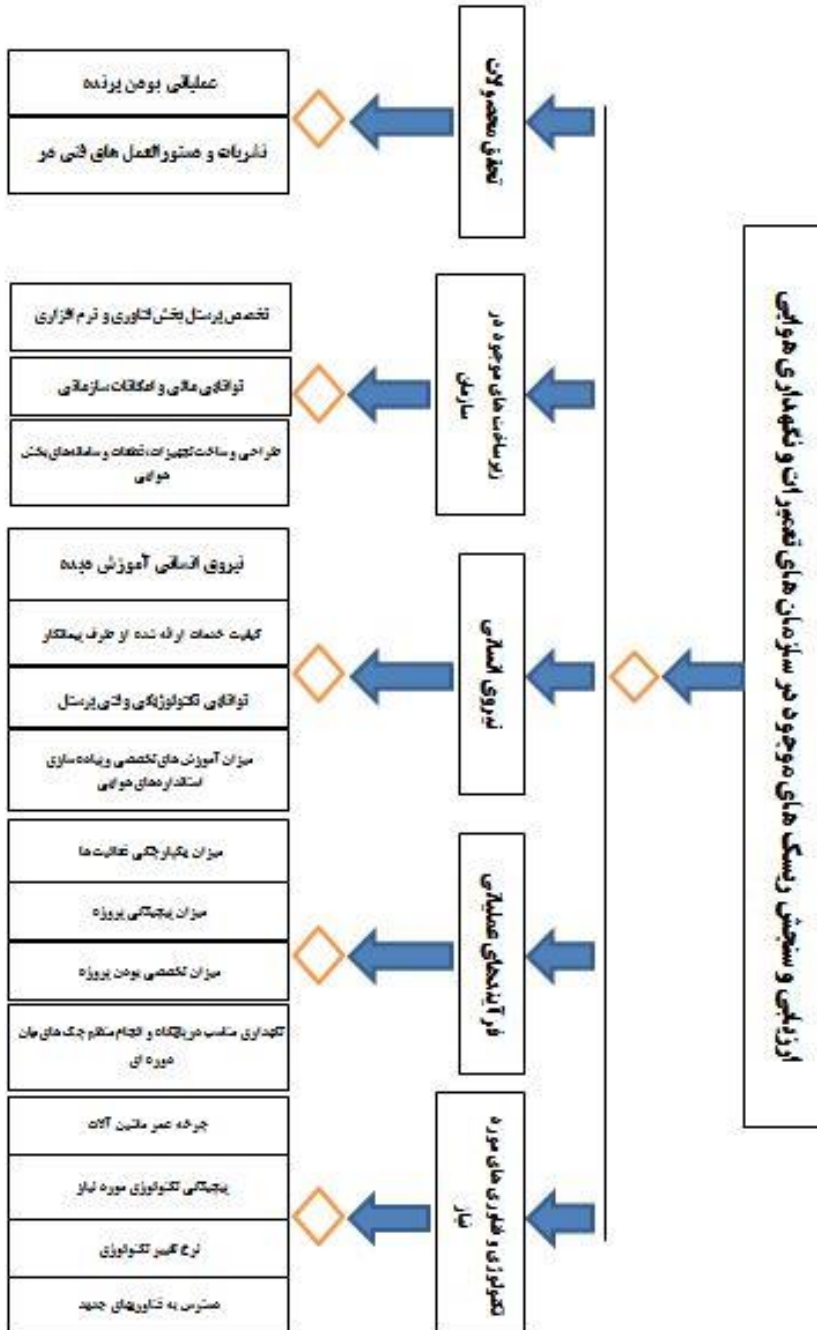 ارزیابی و سنجش ریسک های موجود در سازمان های تعمیرات و نگهداری هوایی
تحقق محصولات
عملیاتی بودن پرنده
نشریات و دستورالعمل های فنی در
زیرساخت های موجود در
سازمان
تخصص پرسنل بخش فناوری و نرم افزاری
توانایی مالی و امکانات سازمانی
طراحی و ساخت تجهیزات، قطعات و سامانه‌های بخش
هوایی
نیروی انسانی
نیروی انسانی آموزش دیده
کیفیت خدمات ارائه شده از طرف پیمانکار
توانایی تکنولوژیکی و فنی پرسنل
میزان آموزش های تخصصی و پیاده سازی
استانداردهای هوایی
فرآیندهای عملیاتی
میزان یکپارچگی فعالیت‌ها
میزان پیچیدگی پروژه
میزان تخصصی بودن پروژه
نگهداری مناسب در پایگاه و انجام منظم چک های میان
دوره ای
تکنولوژی و فناوری های مورد
نیاز
چرخه عمر ماشین آلات
پیچیدگی تکنولوژی مورد نیاز
نرخ تغییر تکنولوژی
دسترس به فناوریهای جدید